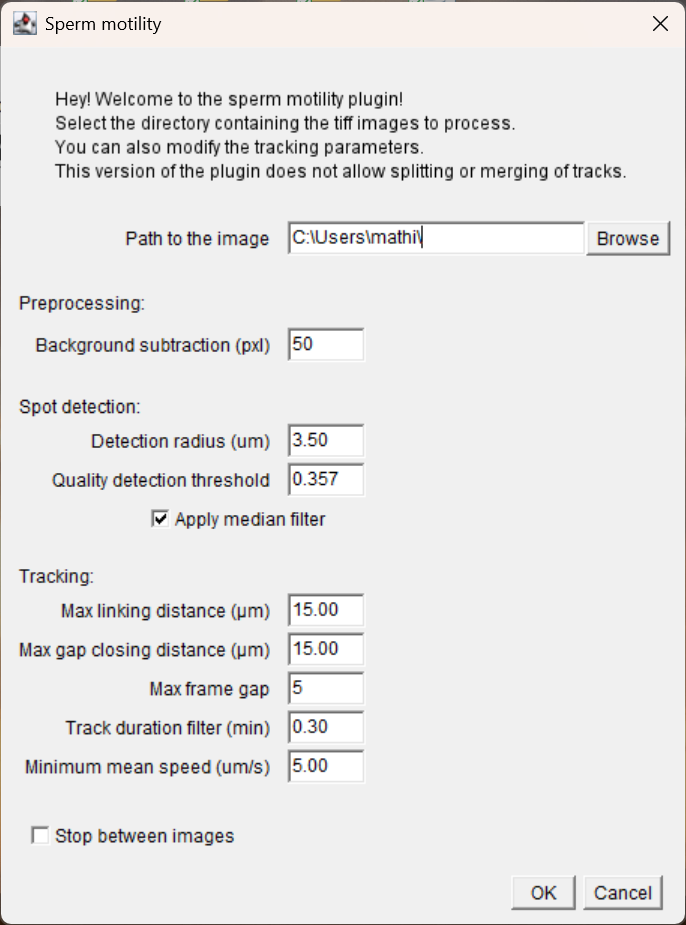 Sperm motility
Hey! Welcome to the sperm motility plugin!
Select the directory containing the tiff images to process.
You can also modify the tracking parameters.
This version of the plugin does not allow splitting or merging of tracks.
Path to the image C:\Users\mathi\ Browse
Preprocessing:
Background subtraction (pxl) 50
Spot detection:
Detection radius (um) 3.50
Quality detection threshold 0.357
Apply median filter
Tracking:
Max linking distance (µm) 15.00
Max gap closing distance (µm) 15.00
Max frame gap 5
Track duration filter (min) 0.30
Minimum mean speed (um/s) 5.00
Stop between images
OK Cancel